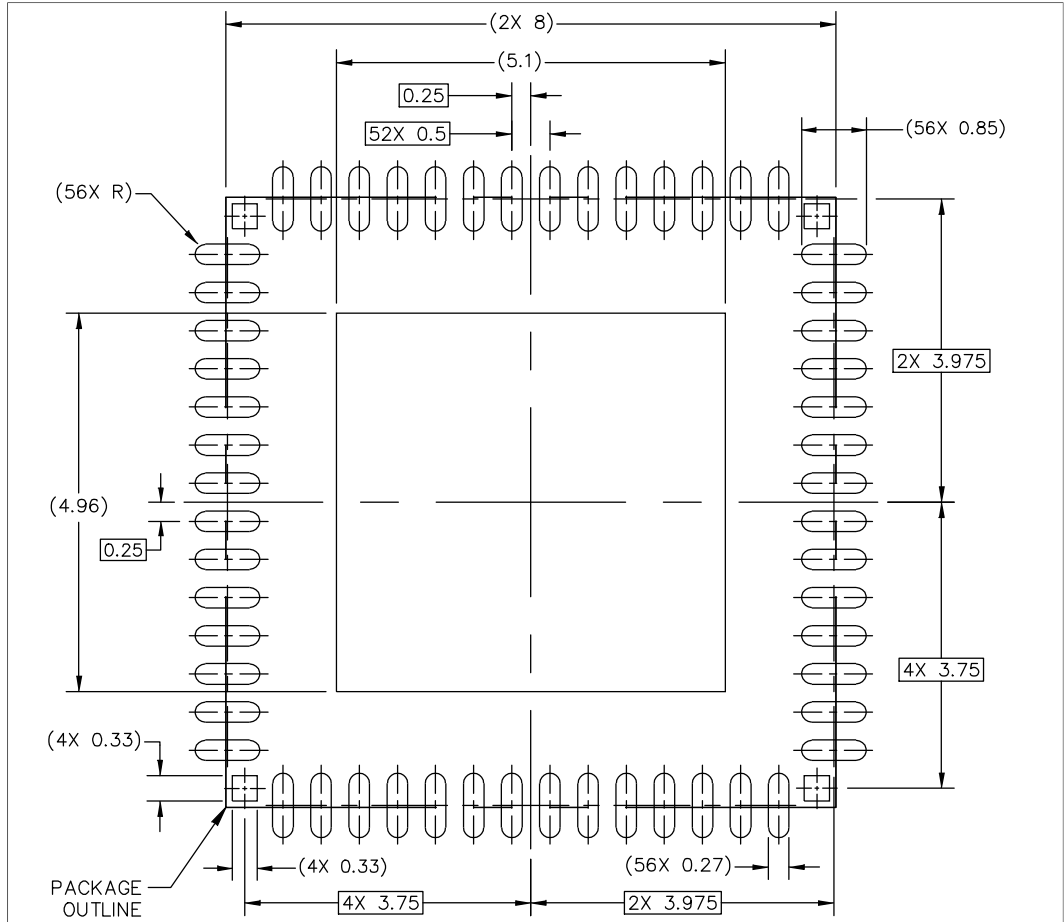 (2X 8)
(5.1)
0.25
52X 0.5
(56X 0.85)
(56X R)
2X 3.975
(4.96)
0.25
4X 3.75
(4X 0.33)
(4X 0.33)
(56X 0.27)
PACKAGE
OUTLINE
4X 3.75
2X 3.975